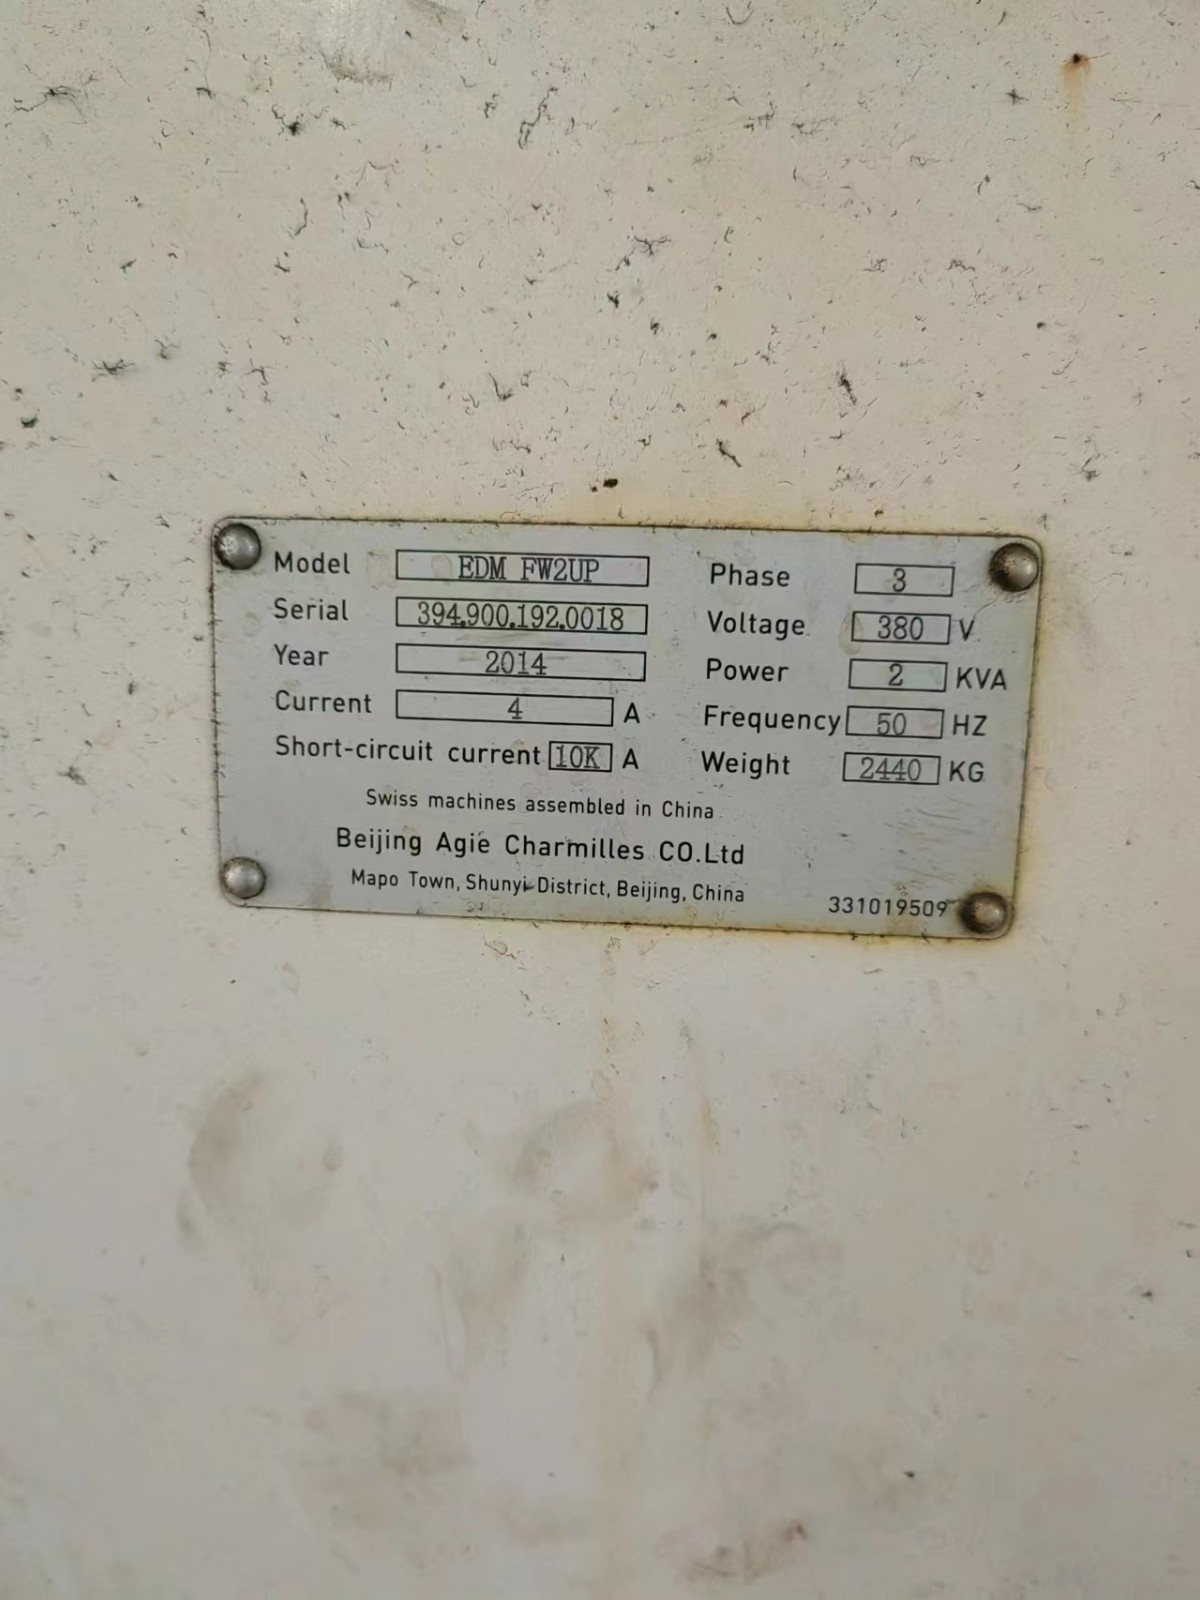 Model EDM FW2UP Phase 3
Serial 394.900.192.0018 Voltage 380 V
Year 2014 Power 2 KVA
Current 4 A Frequency 50 HZ
Short-circuit current 10K A Weight 2440 KG
Swiss machines assembled in China
Beijing Agie Charmilles CO.Ltd
Mapo Town, Shunyi District, Beijing, China
331019509